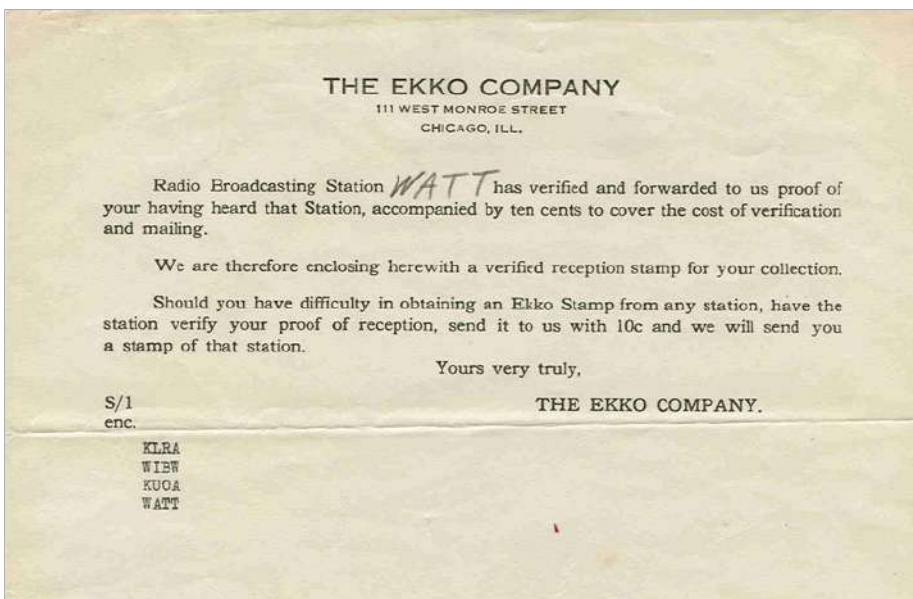 THE EKKO COMPANY
111 WEST MONROE STREET
CHICAGO, ILL.
Radio Broadcasting Station WATT has verified and forwarded to us proof of
your having heard that Station, accompanied by ten cents to cover the cost of verification
and mailing.
We are therefore enclosing herewith a verified reception stamp for your collection.
Should you have difficulty in obtaining an Ekko Stamp from any station, have the
station verify your proof of reception, send it to us with 10c and we will send you
a stamp of that station.
Yours very truly,
S/1 THE EKKO COMPANY.
enc.
KLRA
WIBW
KUOA
WATT